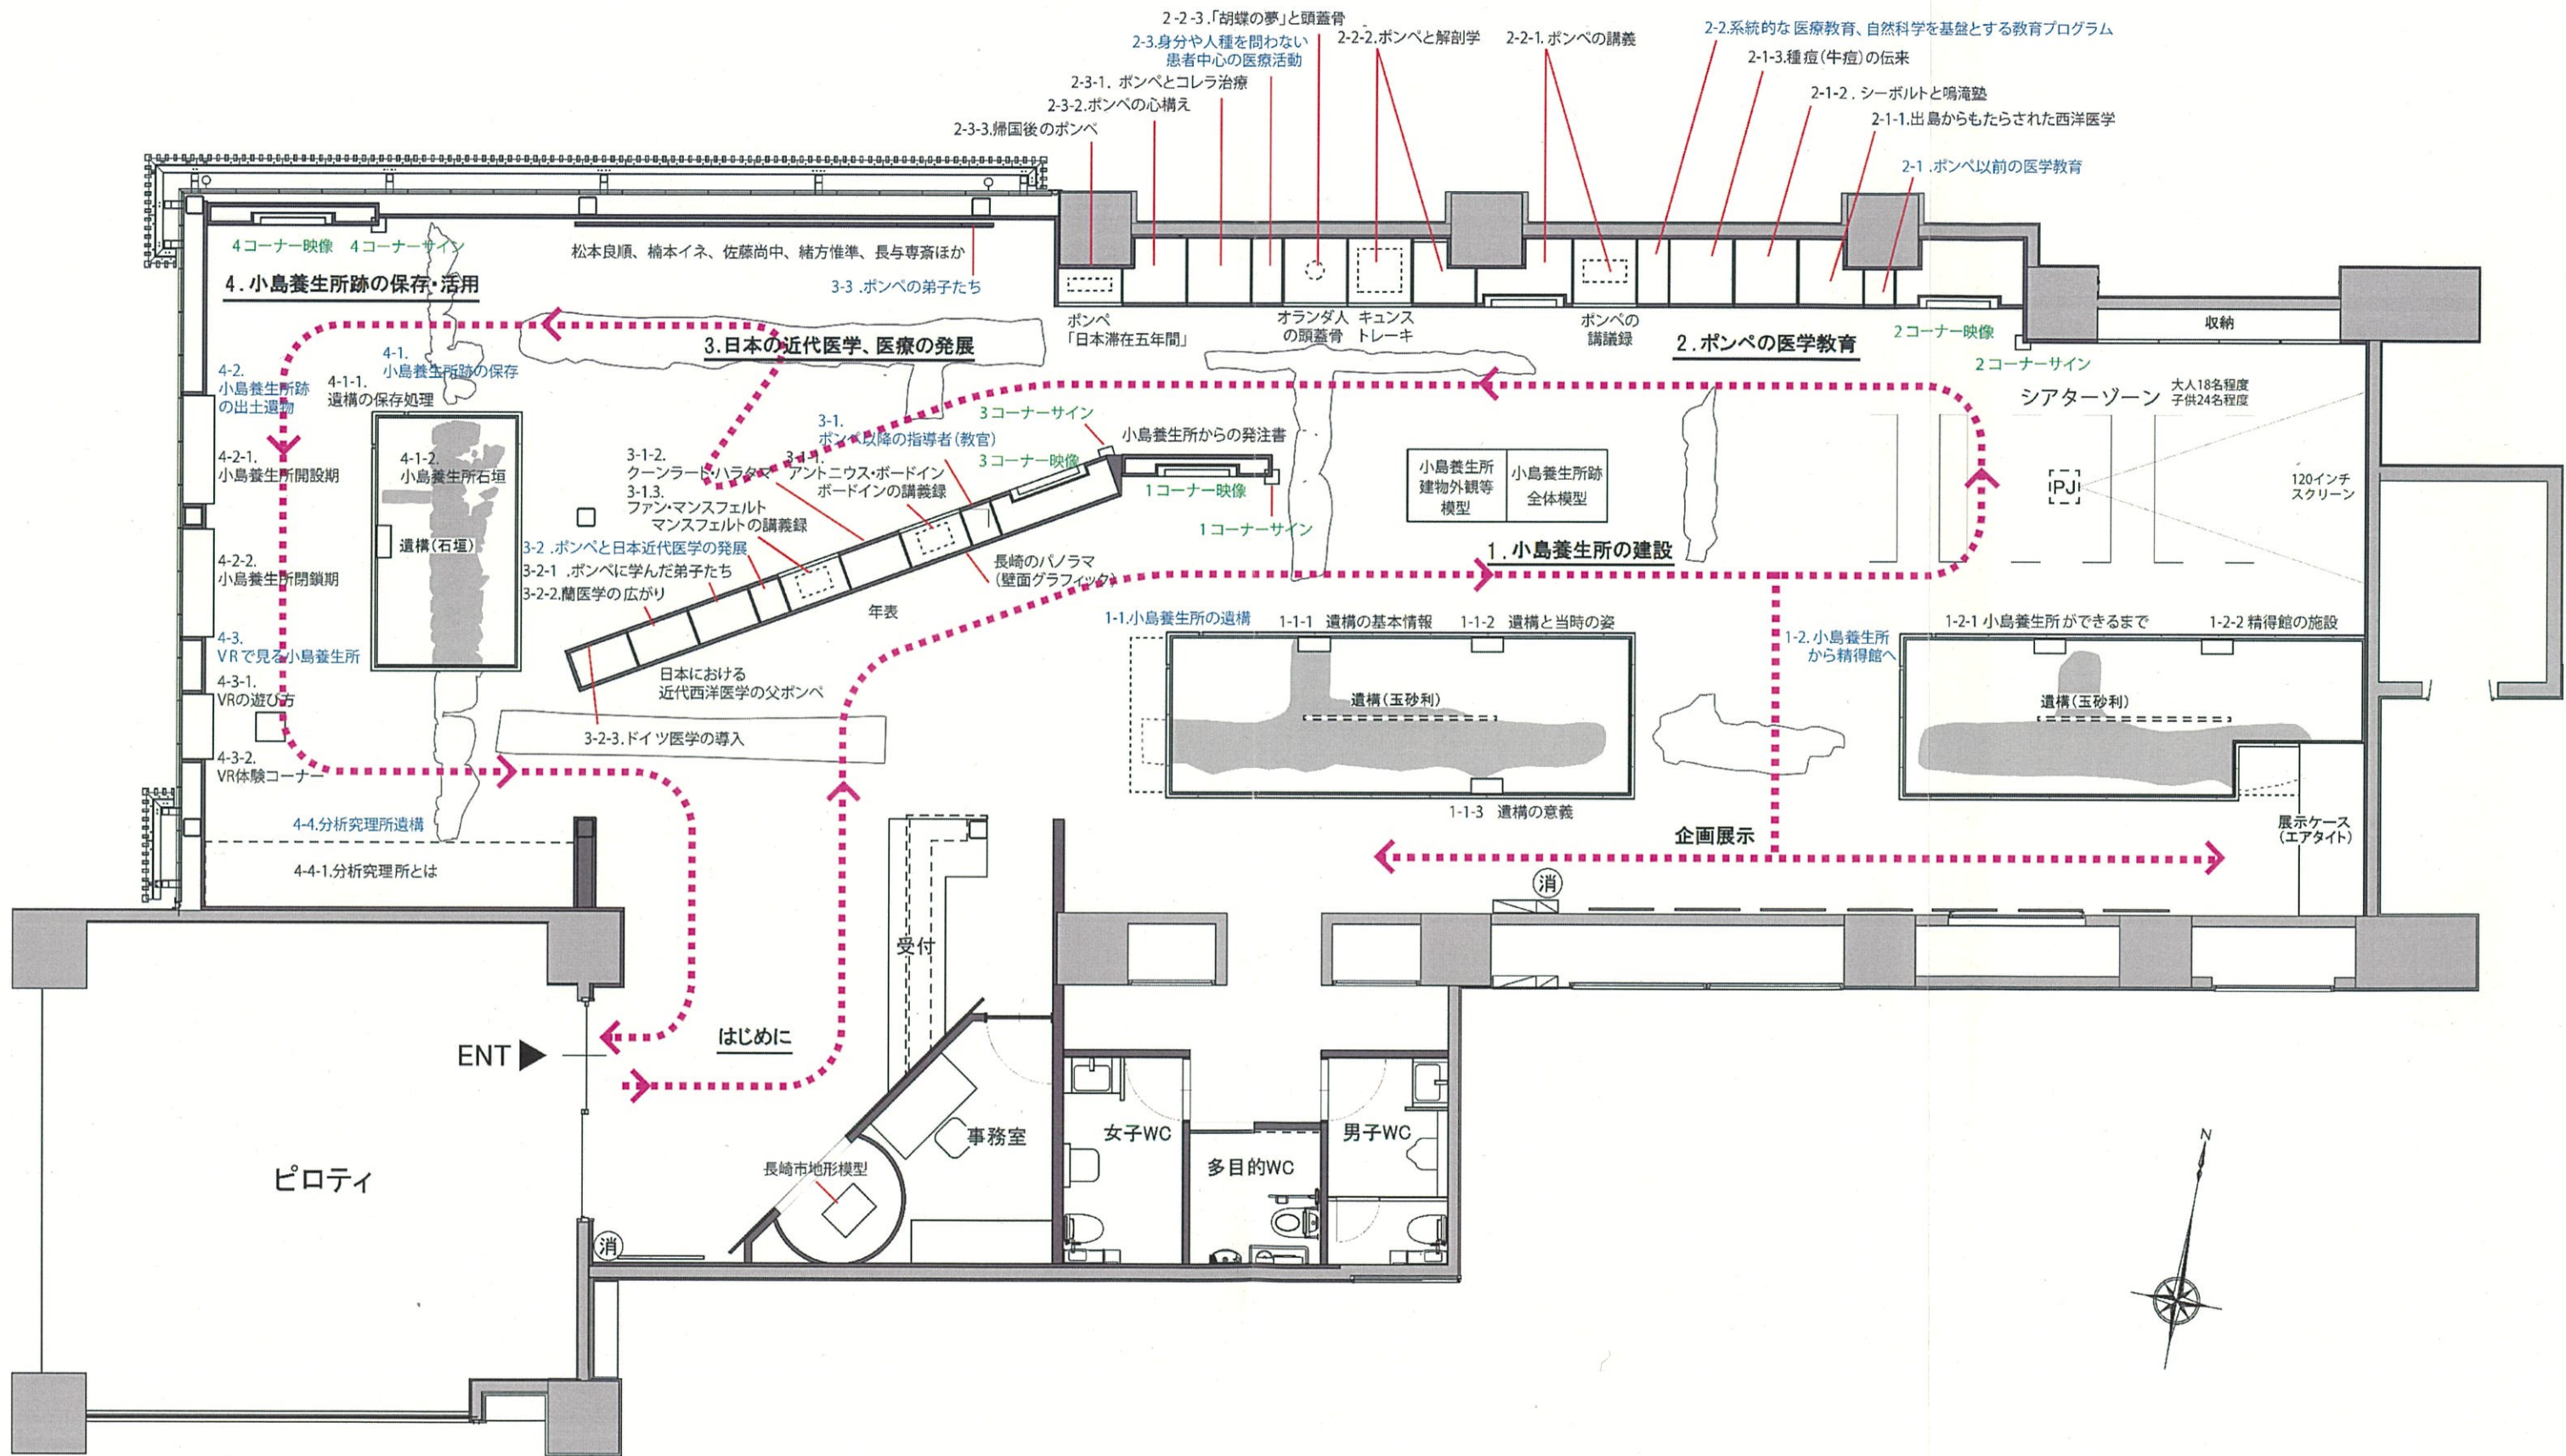 2-2-3.「胡蝶の夢」と頭蓋骨
2-3.身分や人種を問わない
患者中心の医療活動
2-2-2.ポンペと解剖学
2-2-1.ポンペの講義
2-2.系統的な医療教育、自然科学を基盤とする教育プログラム
2-1-3.種痘(牛痘)の伝来
2-3-1. ポンペとコレラ治療
2-3-2.ポンペの心構え
2-3-3.帰国後のポンペ
2-1-2 . シーボルトと鳴滝塾
2-1-1.出島からもたらされた西洋医学
2-1 .ポンペ以前の医学教育
4コーナー映像
4コーナーサイン
松本良順、楠本イネ、佐藤尚中、緒方惟準、長与専斎ほか
4.小島養生所跡の保存・活用
3-3 .ポンペの弟子たち
ポンペ
「日本滞在五年間」
オランダ人
の頭蓋骨
キュンス
トレーキ
ポンペの
講議録
2.ポンペの医学教育
2コーナー映像
2コーナーサイン
収納
3.日本の近代医学、医療の発展
シアターゾーン
大人18名程度
子供24名程度
4-1.
小島養生所跡の保存
4-1-1.
遺構の保存処理
4-2.
小島養生所跡
の出土遺物
4-2-1.
小島養生所開設期
4-1-2.
小島養生所石垣
遺構(石垣)
4-2-2.
小島養生所閉鎖期
4-3.
VRで見る小島養生所
4-3-1.
VRの遊び方
4-3-2.
VR体験コーナー
4-4.分析究理所遺構
4-4-1.分析究理所とは
3コーナーサイン
3-1.
ポンペ以降の指導者(教官)
3コーナー映像
小島養生所からの発注書
3-1-2.
クーンラート・ハラタマ
3-1-1.
アントニウス・ボードイン
ボードインの講義録
3-1.3.
ファン・マンスフェルト
マンスフェルトの講義録
3-2 .ポンペと日本近代医学の発展
3-2-1 .ポンペに学んだ弟子たち
3-2-2.蘭医学の広がり
1コーナー映像
1コーナーサイン
長崎のパノラマ
(壁面グラフィック)
年表
日本における
近代西洋医学の父ポンペ
3-2-3.ドイツ医学の導入
小島養生所
建物外観等
模型
小島養生所跡
全体模型
PJ
120インチ
スクリーン
1.小島養生所の建設
1-1.小島養生所の遺構
1-1-1 遺構の基本情報
1-1-2 遺構と当時の姿
遺構(玉砂利)
1-1-3 遺構の意義
1-2.小島養生所
から精得館へ
1-2-1 小島養生所ができるまで
1-2-2 精得館の施設
遺構(玉砂利)
展示ケース
(エアタイト)
企画展示
消
受付
はじめに
ENT
ピロティ
事務室
長崎市地形模型
消
女子WC
多目的WC
男子WC
N